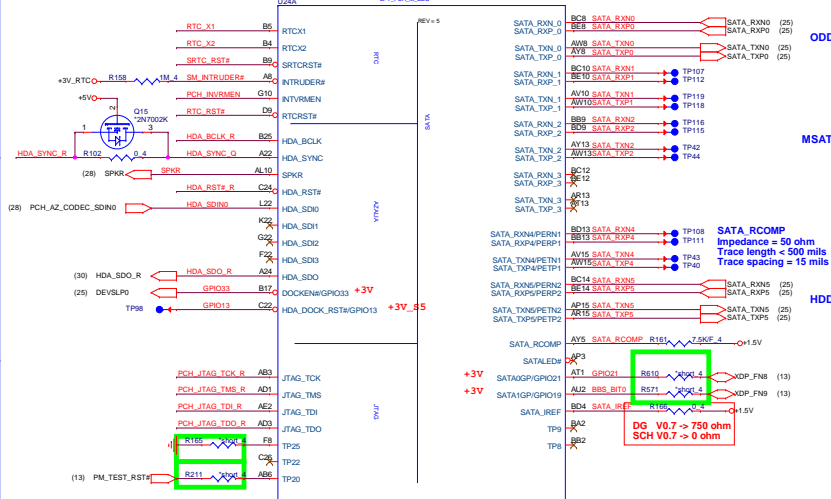 U24A
REV = 5
RTC_X1 B5 RTCX1
RTC_X2 B4 RTCX2
SRTC_RST# B9 SRTCRST#
+3V_RTC R158 1M_4 SM_INTRUDER# A8 INTRUDER#
PCH_INVRMEN G10 INTVRMEN
+5V
RTC_RST# D9 RTCRST#
Q15
*2N7002K
2
1 3
HDA_BCLK_R B25 HDA_BCLK
HDA_SYNC_R R102 0_4 HDA_SYNC_Q A22 HDA_SYNC
(28) SPKR SPKR AL10 SPKR
HDA_RST#_R C24 HDA_RST#
(28) PCH_AZ_CODEC_SDIN0 HDA_SDIN0 L22 HDA_SDI0
K22 HDA_SDI1
G22 HDA_SDI2
F22 HDA_SDI3
(30) HDA_SDO_R HDA_SDO_R A24 HDA_SDO
(25) DEVSLP0 GPIO33 B17 DOCKEN#/GPIO33 +3V
TP98 GPIO13 C22 HDA_DOCK_RST#/GPIO13 +3V_S5
PCH_JTAG_TCK_R AB3 JTAG_TCK
PCH_JTAG_TMS_R AD1 JTAG_TMS
PCH_JTAG_TDI_R AE2 JTAG_TDI
PCH_JTAG_TDO_R AD3 JTAG_TDO
R165 *short_4 F8 TP25
C26 TP22
(13) PM_TEST_RST# R211 *short_4 AB6 TP20
RTC
AZALIA
JTAG
SATA
SATA_RXN_0 BC8 SATA_RXN0 SATA_RXN0 (25)
SATA_RXP_0 BE8 SATA_RXP0 SATA_RXP0 (25)
ODD
SATA_TXN_0 AW8 SATA_TXN0 SATA_TXN0 (25)
SATA_TXP_0 AY8 SATA_TXP0 SATA_TXP0 (25)
SATA_RXN_1 BC10 SATA_RXN1 TP107
SATA_RXP_1 BE10 SATA_RXP1 TP112
SATA_TXN_1 AV10 SATA_TXN1 TP119
SATA_TXP_1 AW10 SATA_TXP1 TP118
SATA_RXN_2 BB9 SATA_RXN2 TP116
SATA_RXP_2 BD9 SATA_RXP2 TP115
MSAT
SATA_TXN_2 AY13 SATA_TXN2 TP42
SATA_TXP_2 AW13 SATA_TXP2 TP44
SATA_RXN_3 BC12
SATA_RXP_3 BE12
SATA_TXN_3 AR13
SATA_TXP_3 AT13
SATA_RXN4/PERN1 BD13 SATA_RXN4 TP108
SATA_RXP4/PERP1 BB13 SATA_RXP4 TP111
SATA_TXN4/PETN1 AV15 SATA_TXN4 TP43
SATA_TXP4/PETP1 AW15 SATA_TXP4 TP40
SATA_RCOMP
Impedance = 50 ohm
Trace length < 500 mils
Trace spacing = 15 mils
SATA_RXN5/PERN2 BC14 SATA_RXN5 SATA_RXN5 (25)
SATA_RXP5/PERP2 BE14 SATA_RXP5 SATA_RXP5 (25)
HDD
SATA_TXN5/PETN2 AP15 SATA_TXN5 SATA_TXN5 (25)
SATA_TXP5/PETP2 AR15 SATA_TXP5 SATA_TXP5 (25)
SATA_RCOMP AY5 SATA_RCOMP R161 7.5K/F_4 +1.5V
SATALED# AP3
+3V SATA0GP/GPIO21 AT1 GPIO21 R610 *short_4 XDP_FN8 (13)
+3V SATA1GP/GPIO19 AU2 BBS_BIT0 R571 *short_4 XDP_FN9 (13)
SATA_IREF BD4 SATA_IREF R166 0_4 +1.5V
TP9 BA2
TP8 BB2
DG V0.7 -> 750 ohm
SCH V0.7 -> 0 ohm